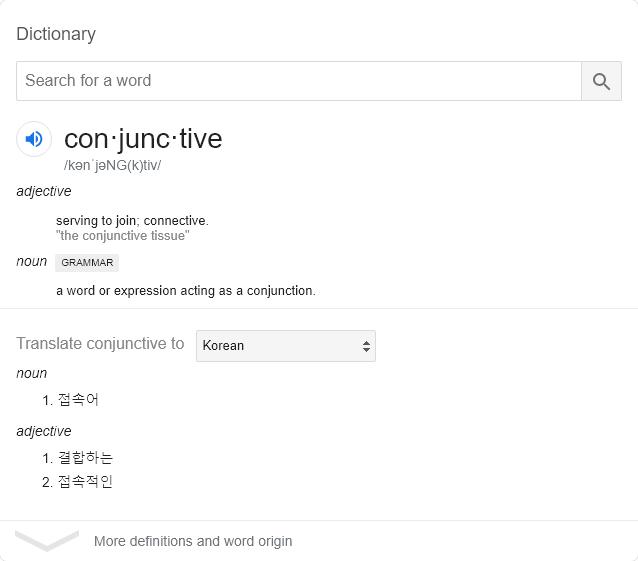 Dictionary
Search for a word
con·junc·tive
/kənˈjəNG(k)tiv/
adjective
serving to join; connective.
"the conjunctive tissue"
noun GRAMMAR
a word or expression acting as a conjunction.
Translate conjunctive to Korean
noun
1. 접속어
adjective
1. 결합하는
2. 접속적인
More definitions and word origin